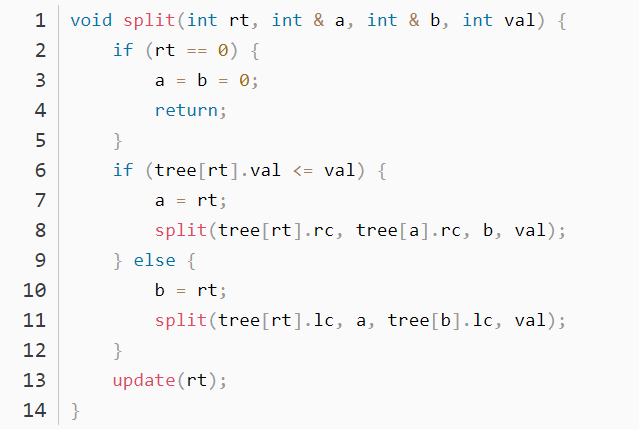 1 void split(int rt, int & a, int & b, int val) {
2     if (rt == 0) {
3         a = b = 0;
4         return;
5     }
6     if (tree[rt].val <= val) {
7         a = rt;
8         split(tree[rt].rc, tree[a].rc, b, val);
9     } else {
10         b = rt;
11         split(tree[rt].lc, a, tree[b].lc, val);
12     }
13     update(rt);
14 }